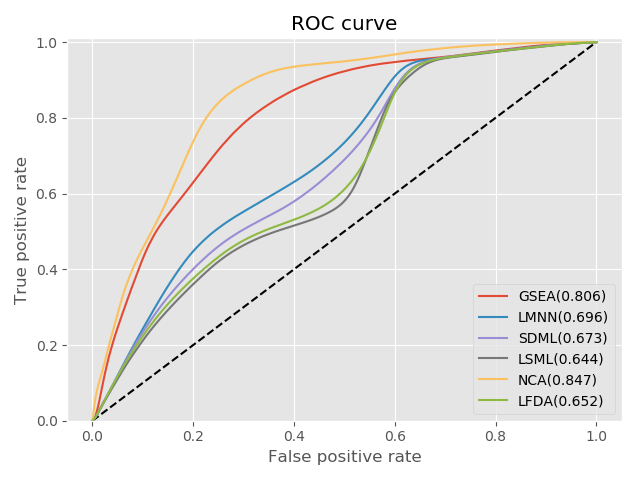 ROC curve
True positive rate
1.0
0.8
0.6
0.4
0.2
0.0
0.0 0.2 0.4 0.6 0.8 1.0
False positive rate
GSEA(0.806)
LMNN(0.696)
SDML(0.673)
LSML(0.644)
NCA(0.847)
LFDA(0.652)